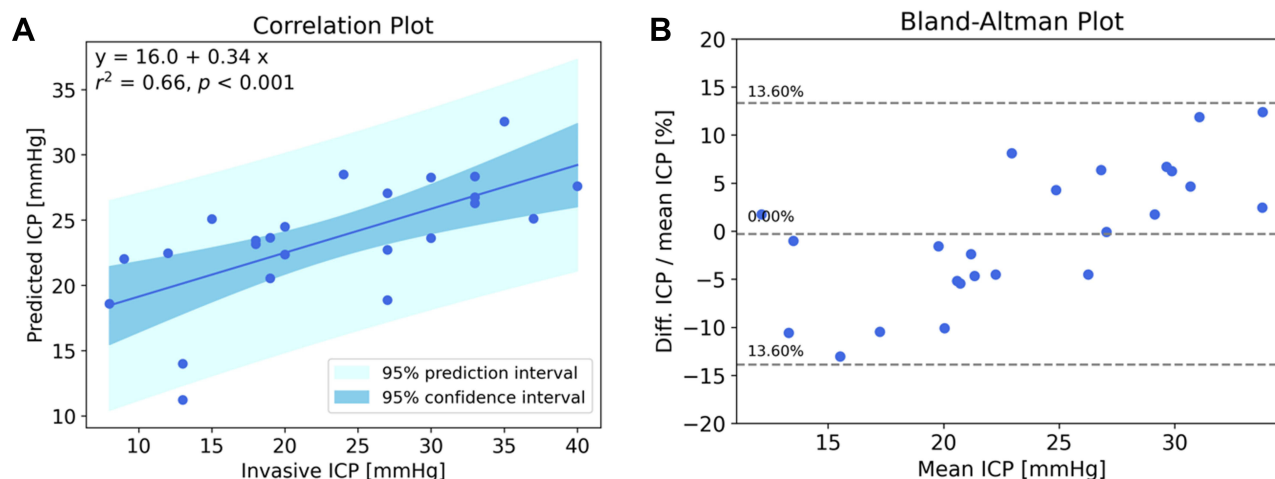 A
Correlation Plot
y = 16.0 + 0.34 x
r² = 0.66, p < 0.001
35
30
25
20
15
10
Predicted ICP [mmHg]
95% prediction interval
95% confidence interval
10 15 20 25 30 35 40
Invasive ICP [mmHg]
B
Bland-Altman Plot
20
15
10
5
0
−5
−10
−15
−20
Diff. ICP / mean ICP [%]
13.60%
0.00%
13.60%
15 20 25 30
Mean ICP [mmHg]